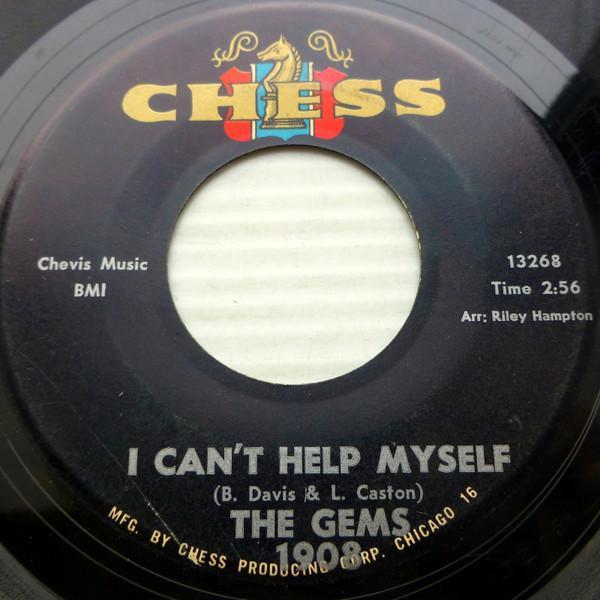 CHESS
Chevis Music
BMI
13268
Time 2:56
Arr: Riley Hampton
I CAN'T HELP MYSELF
(B. Davis & L. Caston)
THE GEMS
1908
MFG. BY CHESS PRODUCING CORP. CHICAGO 16